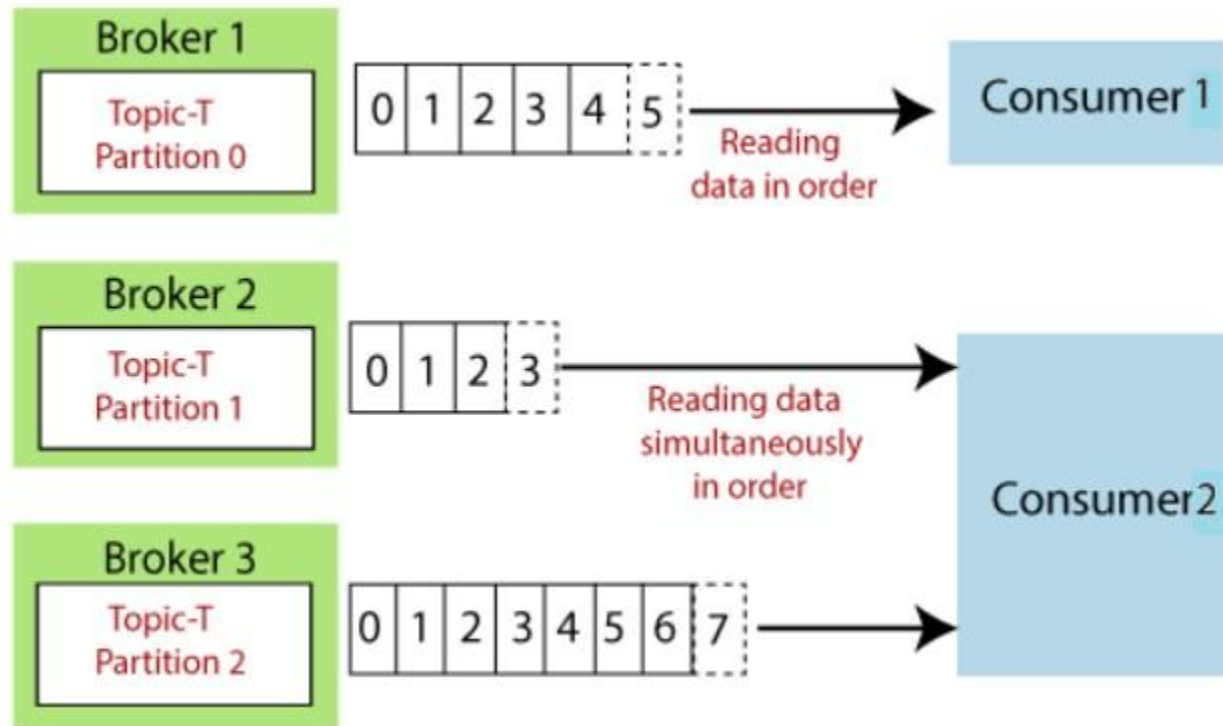 Broker 1
Topic-T
Partition 0
0 1 2 3 4 5
Reading
data in order
Consumer 1
Broker 2
Topic-T
Partition 1
0 1 2 3
Reading data
simultaneously
in order
Consumer 2
Broker 3
Topic-T
Partition 2
0 1 2 3 4 5 6 7